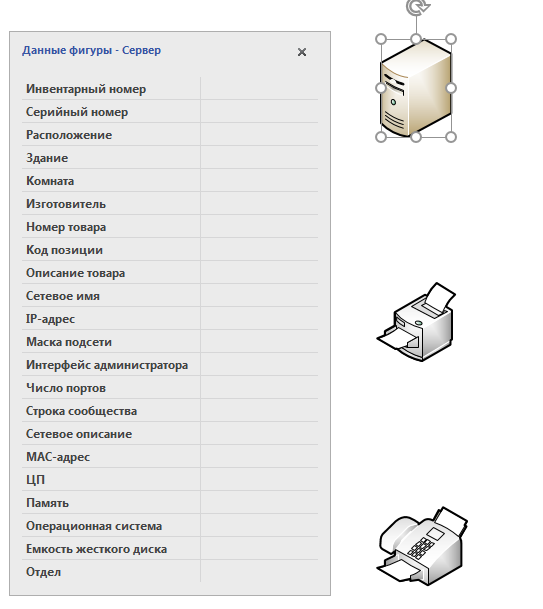 Данные фигуры - Сервер
Инвентарный номер
Серийный номер
Расположение
Здание
Комната
Изготовитель
Номер товара
Код позиции
Описание товара
Сетевое имя
IP-адрес
Маска подсети
Интерфейс администратора
Число портов
Строка сообщества
Сетевое описание
MAC-адрес
ЦП
Память
Операционная система
Емкость жесткого диска
Отдел